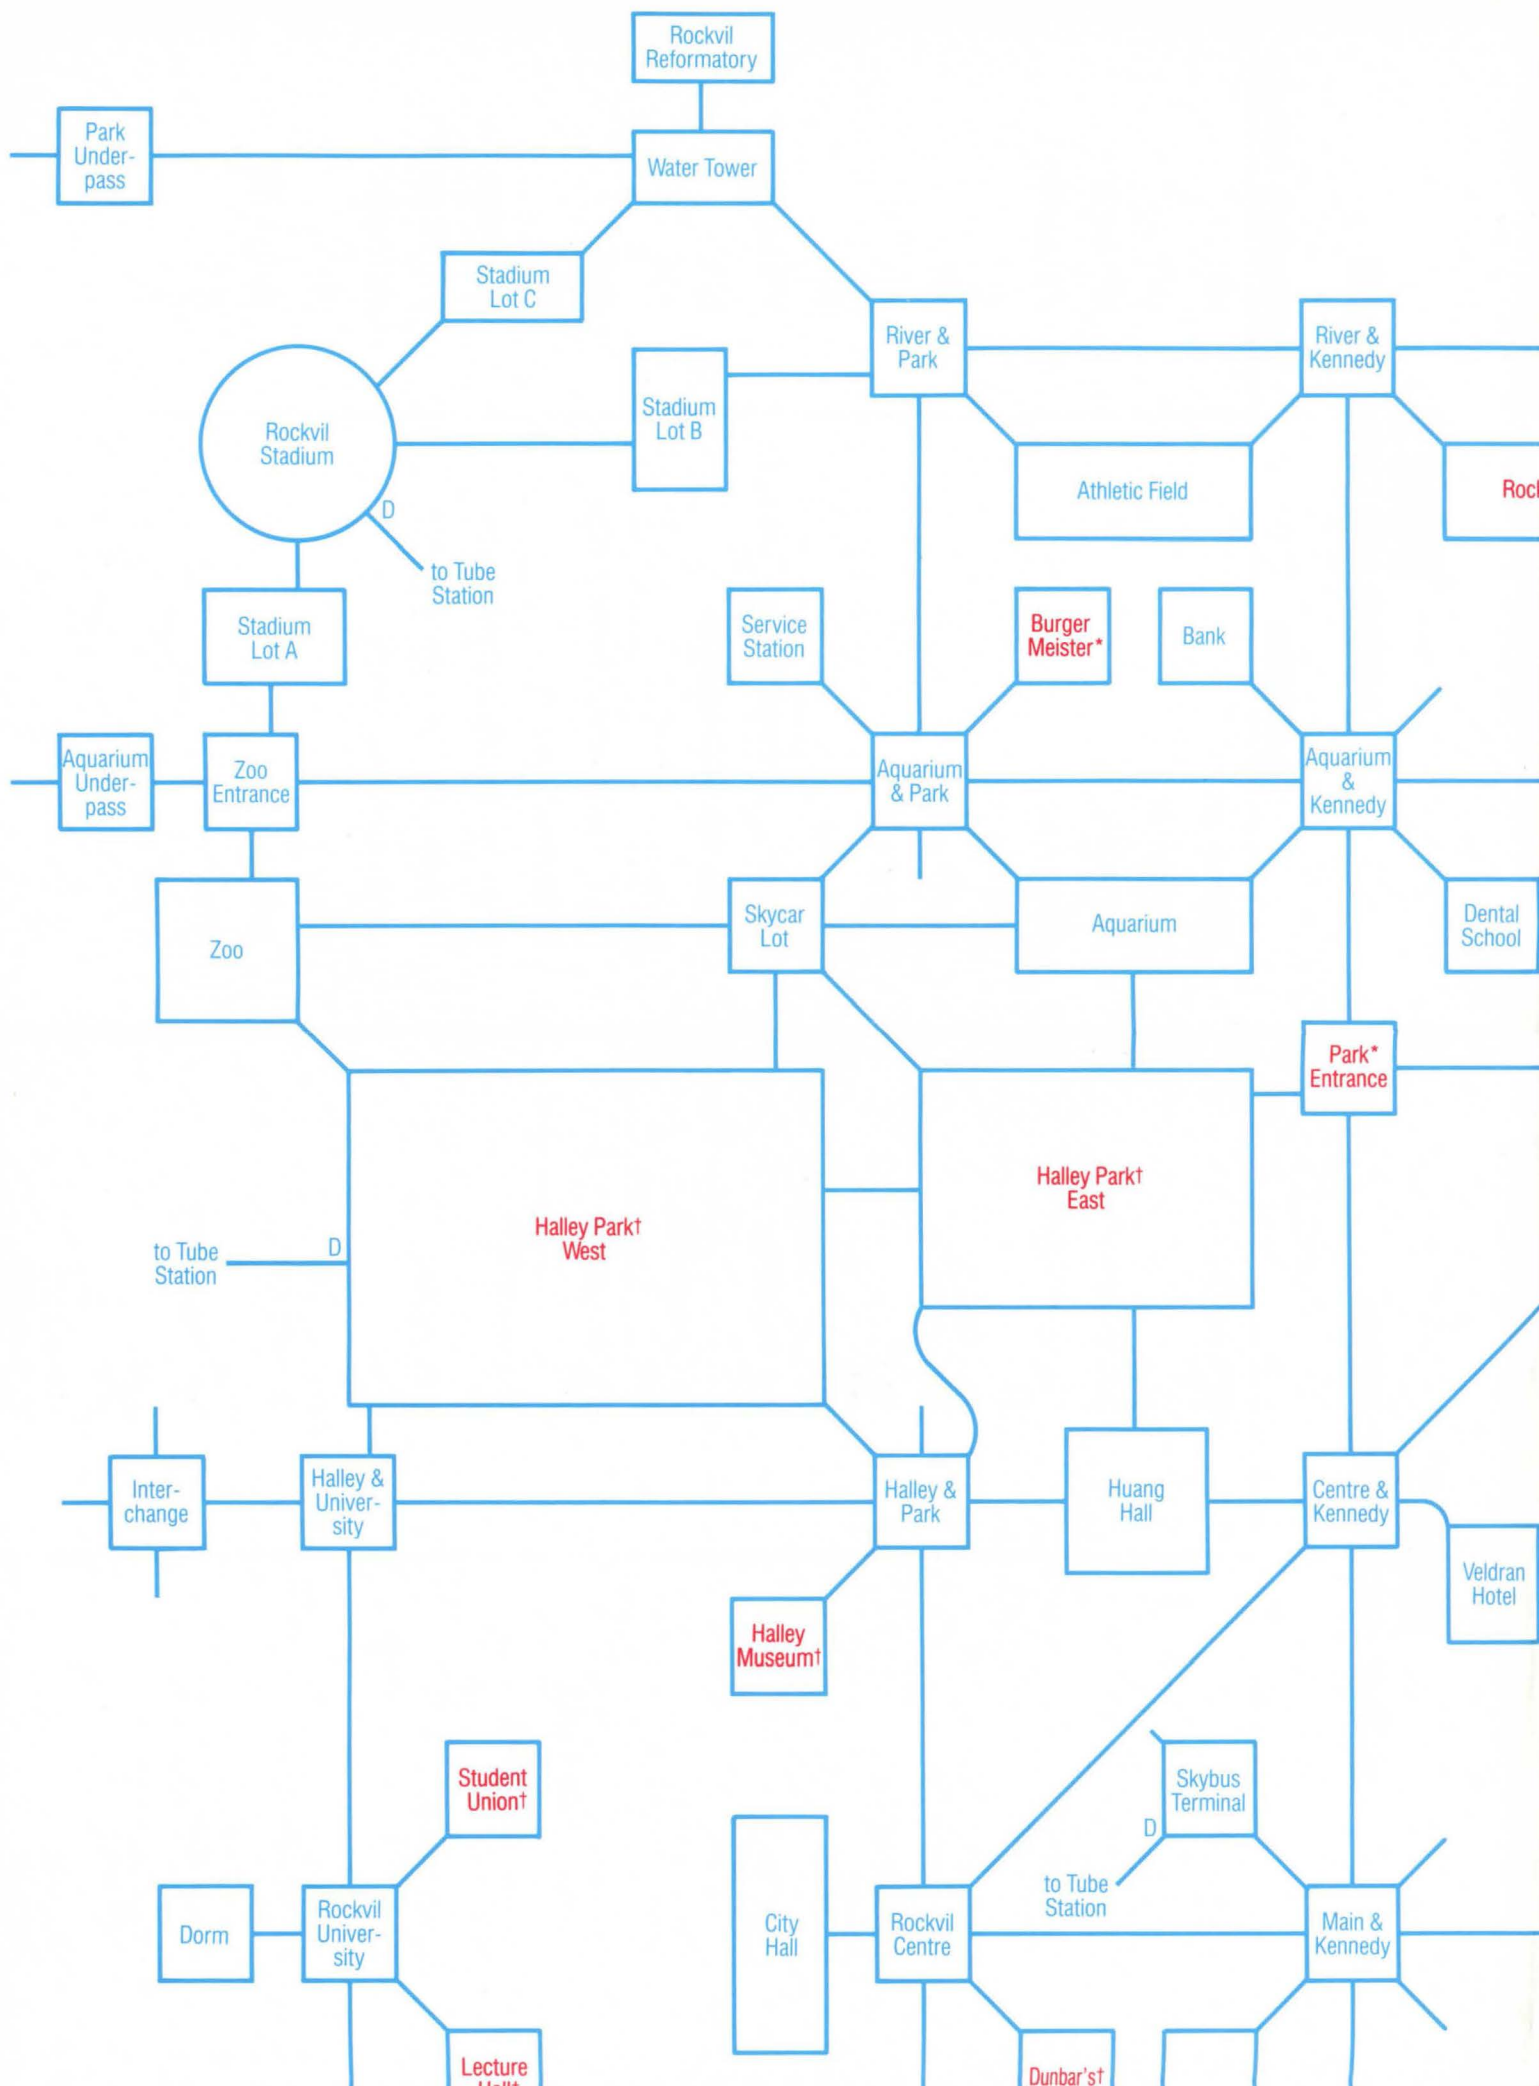 Rockvil
Reformatory
Park
Under-
pass
Water Tower
Stadium
Lot C
River &
Park
River &
Kennedy
Stadium
Lot B
Rockvil
Stadium
Athletic Field
D
to Tube
Station
Stadium
Lot A
Service
Station
Burger
Meister*
Bank
Aquarium
Under-
pass
Zoo
Entrance
Aquarium
& Park
Aquarium
&
Kennedy
Zoo
Skycar
Lot
Aquarium
Dental
School
Park*
Entrance
Halley Park†
East
Halley Park†
West
D
to Tube
Station
Inter-
change
Halley &
Univer-
sity
Halley &
Park
Huang
Hall
Centre &
Kennedy
Veldran
Hotel
Halley
Museum†
Student
Union†
Skybus
Terminal
D
to Tube
Station
Dorm
Rockvil
Univer-
sity
City
Hall
Rockvil
Centre
Main &
Kennedy
Lecture
Dunbar's†